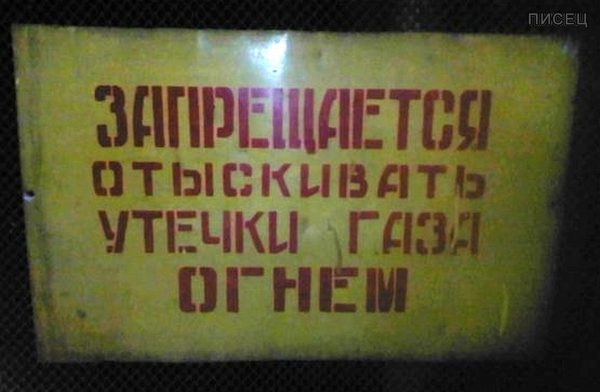 ПИСЕЦ
ЗАПРЕЩАЕТСЯ
ОТЫСКИВАТЬ
УТЕЧКИ ГАЗА
ОГНЕМ